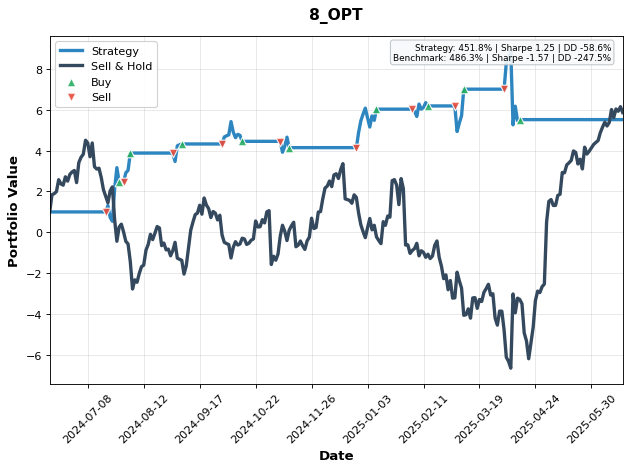 8_OPT
Strategy: 451.8% | Sharpe 1.25 | DD -58.6%
Benchmark: 486.3% | Sharpe -1.57 | DD -247.5%
Strategy
Sell & Hold
Buy
Sell
Portfolio Value
8
6
4
2
0
−2
−4
−6
2024-07-08
2024-08-12
2024-09-17
2024-10-22
2024-11-26
2025-01-03
2025-02-11
2025-03-19
2025-04-24
2025-05-30
Date